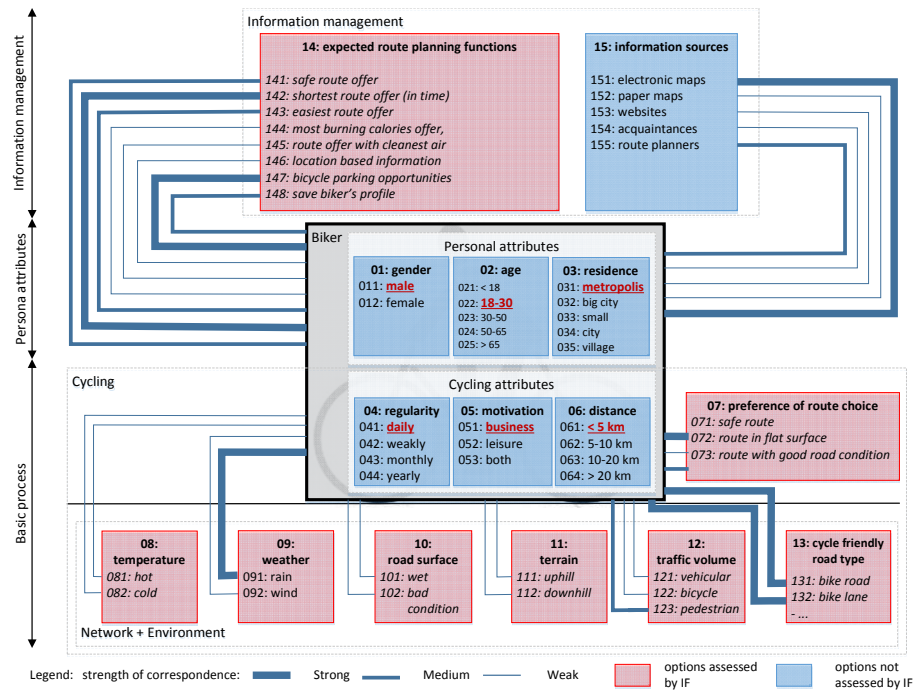 Information management
Information management
14: expected route planning functions
141: safe route offer
142: shortest route offer (in time)
143: easiest route offer
144: most burning calories offer,
145: route offer with cleanest air
146: location based information
147: bicycle parking opportunities
148: save biker's profile
15: information sources
151: electronic maps
152: paper maps
153: websites
154: acquaintances
155: route planners
Persona attributes
Biker
Personal attributes
01: gender
011: male
012: female
02: age
021: < 18
022: 18-30
023: 30-50
024: 50-65
025: > 65
03: residence
031: metropolis
032: big city
033: small
034: city
035: village
Basic process
Cycling
Cycling attributes
04: regularity
041: daily
042: weakly
043: monthly
044: yearly
05: motivation
051: business
052: leisure
053: both
06: distance
061: < 5 km
062: 5-10 km
063: 10-20 km
064: > 20 km
07: preference of route choice
071: safe route
072: route in flat surface
073: route with good road condition
08:
temperature
081: hot
082: cold
09:
weather
091: rain
092: wind
10:
road surface
101: wet
102: bad
condition
11:
terrain
111: uphill
112: downhill
12:
traffic volume
121: vehicular
122: bicycle
123: pedestrian
13: cycle friendly
road type
131: bike road
132: bike lane
- ...
Network + Environment
Legend: strength of correspondence: Strong Medium Weak
options assessed
by IF
options not
assessed by IF